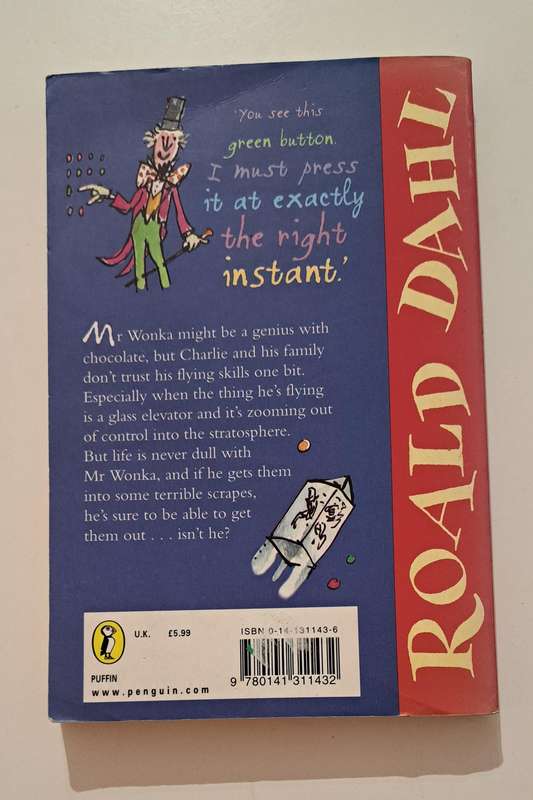 'You see this
green button.
I must press
it at exactly
the right
instant.'
Mr Wonka might be a genius with
chocolate, but Charlie and his family
don't trust his flying skills one bit.
Especially when the thing he's flying
is a glass elevator and it's zooming out
of control into the stratosphere.
But life is never dull with
Mr Wonka, and if he gets them
into some terrible scrapes,
he's sure to be able to get
them out . . . isn't he?
ROALD DAHL
U.K. £5.99
PUFFIN
www.penguin.com
ISBN 0-14-131143-6
9 780141 311432